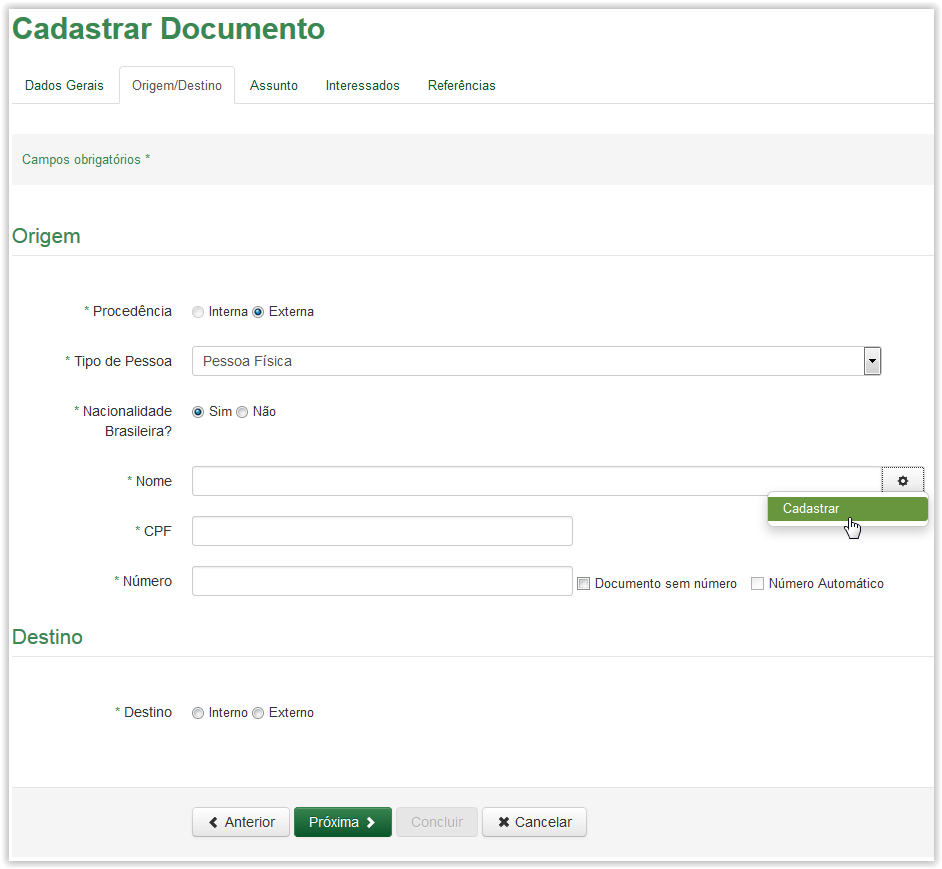 Cadastrar Documento
Dados Gerais Origem/Destino Assunto Interessados Referências
Campos obrigatórios *
Origem
* Procedência Interna Externa
* Tipo de Pessoa Pessoa Física
* Nacionalidade Brasileira? Sim Não
* Nome
Cadastrar
* CPF
* Número Documento sem número Número Automático
Destino
* Destino Interno Externo
Anterior Próxima Concluir Cancelar